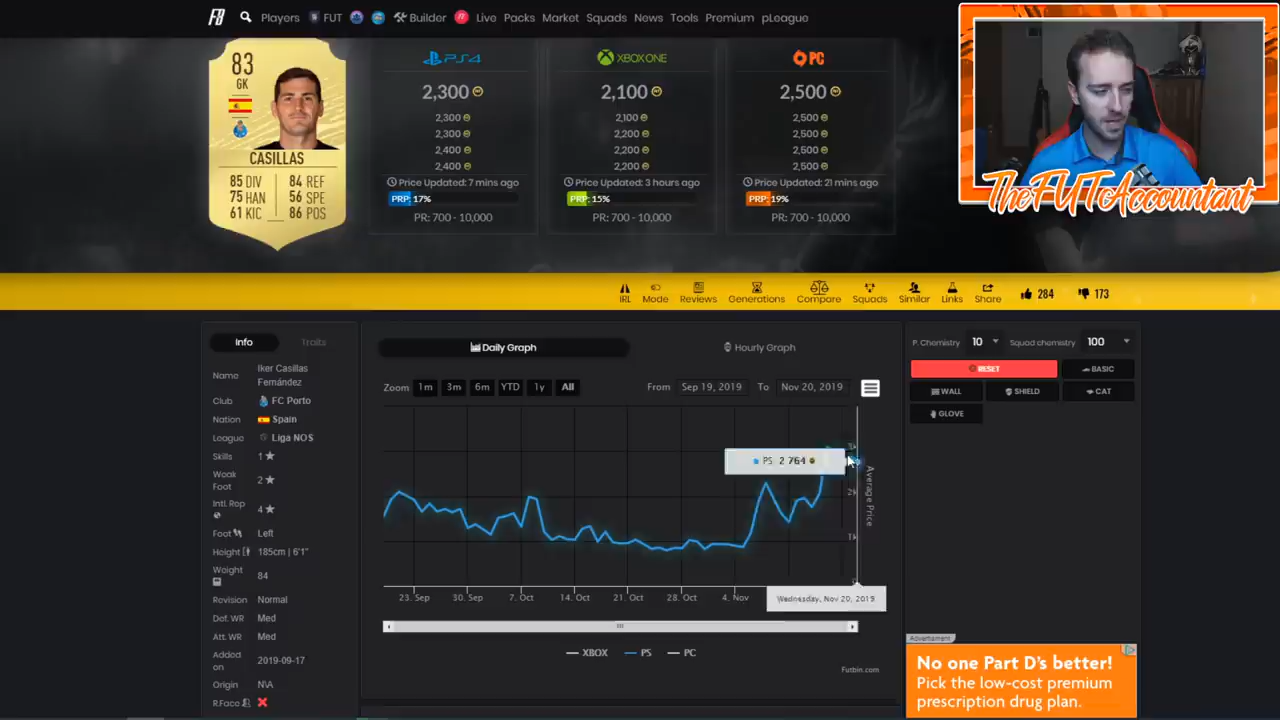 F8 Players FUT Builder Live Packs Market Squads News Tools Premium pLeague
83
GK
CASILLAS
85 DIV 84 REF
75 HAN 56 SPE
61 KIC 86 POS
PS4
2,300
2,300
2,300
2,400
2,400
Price Updated: 7 mins ago
PRP: 17%
PR: 700 - 10,000
XBOX ONE
2,100
2,100
2,200
2,200
2,200
Price Updated: 3 hours ago
PRP: 15%
PR: 700 - 10,000
PC
2,500
2,500
2,500
2,500
2,500
Price Updated: 21 mins ago
PRP: 19%
PR: 700 - 10,000
TheFUTAccountant
IRL Mode Reviews Generations Compare Squads Similar Links Share 284 173
Info Traits
Name Iker Casillas Fernández
Club FC Porto
Nation Spain
League Liga NOS
Skills 1★
Weak Foot 2★
Intl. Rep 4★
Foot Left
Height 185cm | 6'1"
Weight 84
Revision Normal
Def. WR Med
Att. WR Med
Added on 2019-09-17
Origin N\A
R.Face
Daily Graph Hourly Graph
Zoom 1m 3m 6m YTD 1y All From Sep 19, 2019 To Nov 20, 2019
PS 2 764
2k
1k
Average Price
23. Sep 30. Sep 7. Oct 14. Oct 21. Oct 28. Oct 4. Nov
Wednesday, Nov 20, 2019
XBOX PS PC
Futbin.com
P. Chemistry 10 Squad chemistry 100
RESET BASIC
WALL SHIELD CAT
GLOVE
Advertisement
No one Part D's better!
Pick the low-cost premium
prescription drug plan.